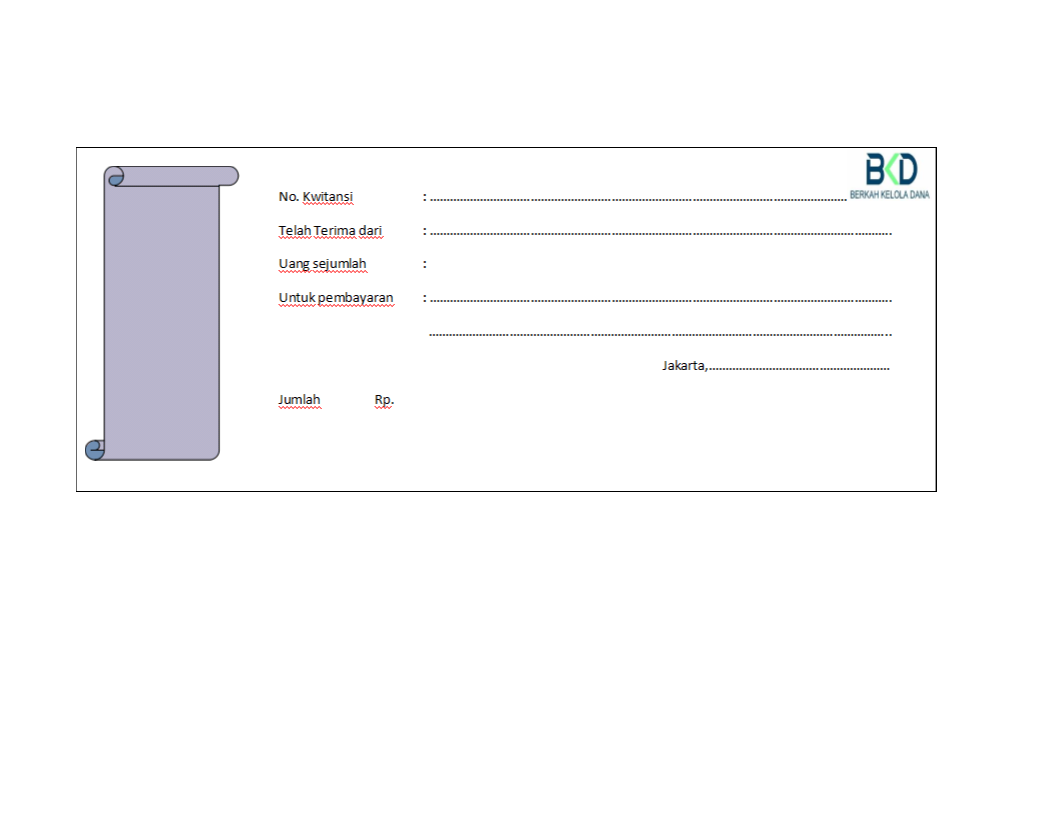 BKD
BERKAH KELOLA DANA
No. Kwitansi : ........................................................................................................................
Telah Terima dari : .....................................................................................................................................
Uang sejumlah :
Untuk pembayaran : .....................................................................................................................................
.....................................................................................................................................
Jakarta,.....................................................
Jumlah Rp.